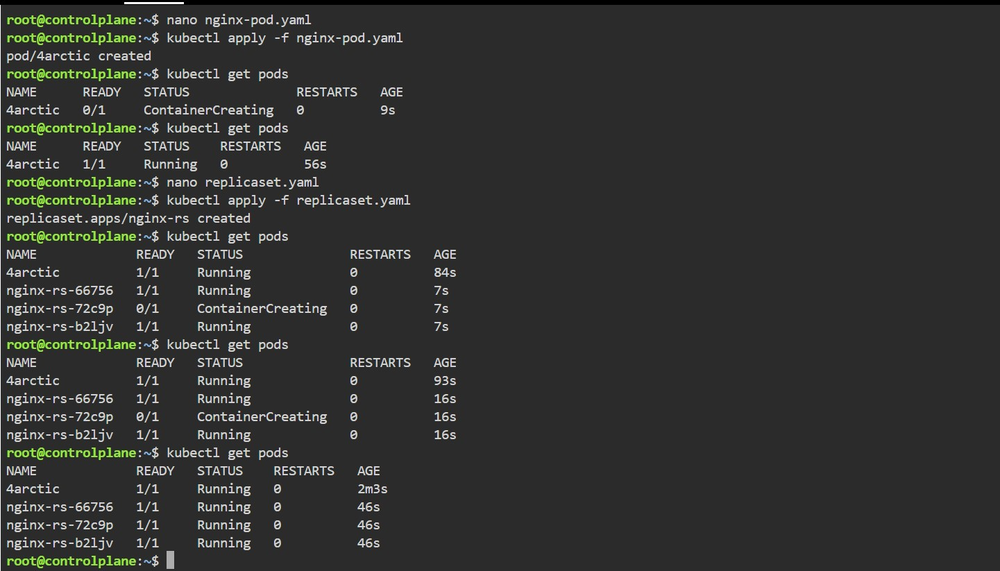 root@controlplane:~$ nano nginx-pod.yaml
root@controlplane:~$ kubectl apply -f nginx-pod.yaml
pod/4arctic created
root@controlplane:~$ kubectl get pods
NAME      READY   STATUS              RESTARTS   AGE
4arctic   0/1     ContainerCreating   0          9s
root@controlplane:~$ kubectl get pods
NAME      READY   STATUS    RESTARTS   AGE
4arctic   1/1     Running   0          56s
root@controlplane:~$ nano replicaset.yaml
root@controlplane:~$ kubectl apply -f replicaset.yaml
replicaset.apps/nginx-rs created
root@controlplane:~$ kubectl get pods
NAME             READY   STATUS              RESTARTS   AGE
4arctic          1/1     Running             0          84s
nginx-rs-66756   1/1     Running             0          7s
nginx-rs-72c9p   0/1     ContainerCreating   0          7s
nginx-rs-b2ljv   1/1     Running             0          7s
root@controlplane:~$ kubectl get pods
NAME             READY   STATUS              RESTARTS   AGE
4arctic          1/1     Running             0          93s
nginx-rs-66756   1/1     Running             0          16s
nginx-rs-72c9p   0/1     ContainerCreating   0          16s
nginx-rs-b2ljv   1/1     Running             0          16s
root@controlplane:~$ kubectl get pods
NAME             READY   STATUS    RESTARTS   AGE
4arctic          1/1     Running   0          2m3s
nginx-rs-66756   1/1     Running   0          46s
nginx-rs-72c9p   1/1     Running   0          46s
nginx-rs-b2ljv   1/1     Running   0          46s
root@controlplane:~$